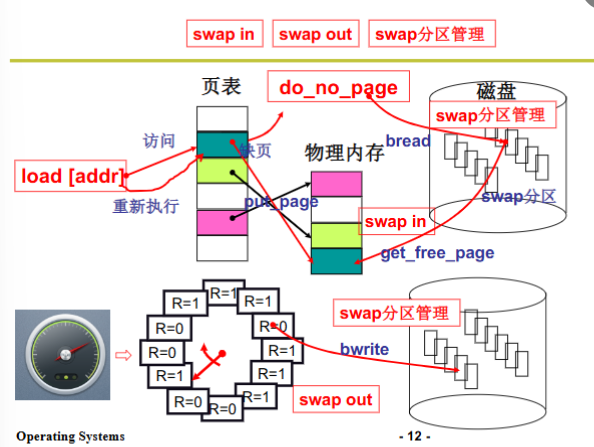 swap in
swap out
swap分区管理
页表
do_no_page
磁盘
swap分区管理
访问
缺页
物理内存
bread
load [addr]
重新执行
put_page
swap in
swap分区
get_free_page
R=1
R=1
R=1
R=0
R=0
R=0
R=1
R=1
R=1
R=0
R=0
R=1
swap分区管理
bwrite
swap out
Operating Systems
- 12 -